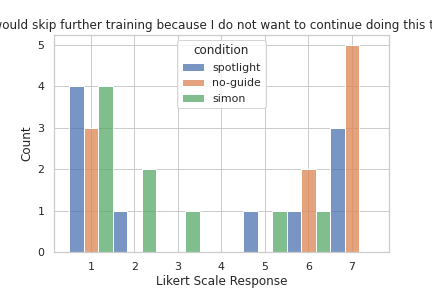 would skip further training because I do not want to continue doing this t
condition
spotlight
no-guide
simon
5
4
3
2
1
0
Count
1 2 3 4 5 6 7
Likert Scale Response